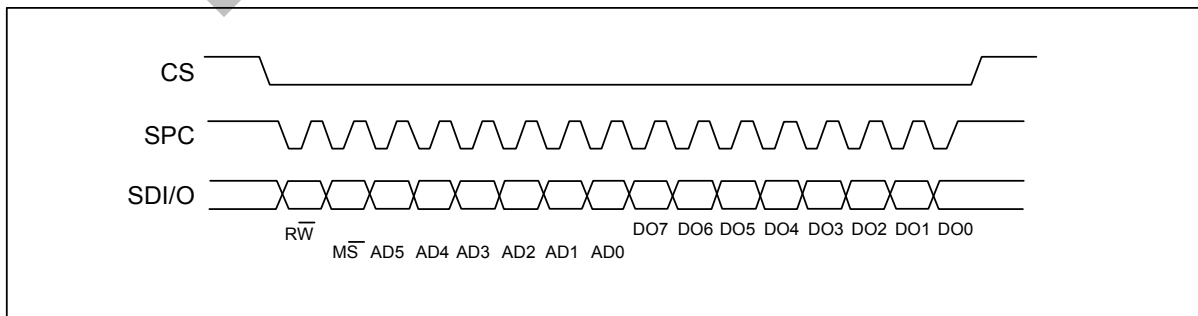 CS
SPC
SDI/O
RW̅
DO7 DO6 DO5 DO4 DO3 DO2 DO1 DO0
MS̅ AD5 AD4 AD3 AD2 AD1 AD0